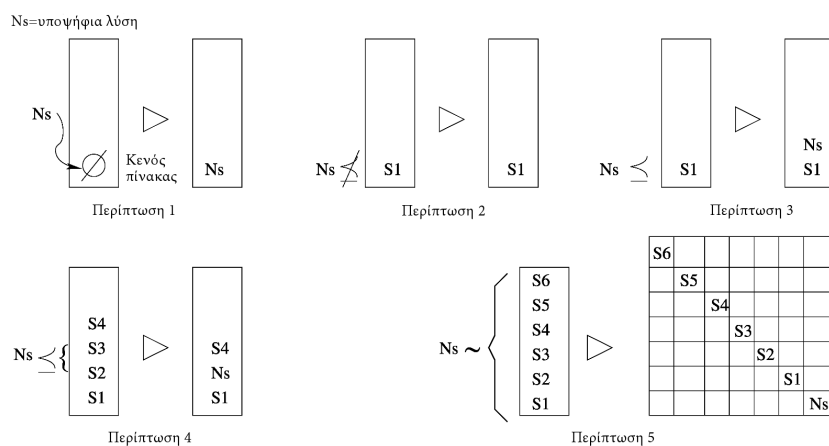 Ns=υποψήφια λύση
Ns
Κενός
πίνακας
Ns
Περίπτωση 1
Ns ⪯̸ S1
S1
Περίπτωση 2
Ns ⪯ S1
Ns
S1
Περίπτωση 3
S4
S3
S2
S1
Ns ⪯ {
S4
Ns
S1
Περίπτωση 4
Ns ~ {
S6
S5
S4
S3
S2
S1
S6
S5
S4
S3
S2
S1
Ns
Περίπτωση 5